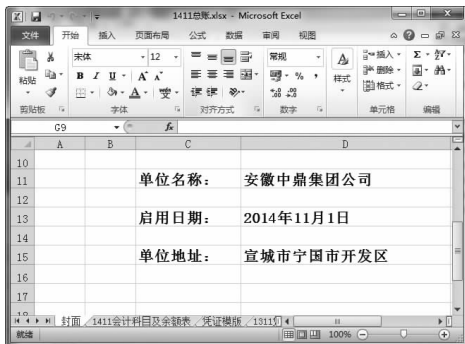 1411总账.xlsx - Microsoft Excel
文件 开始 插入 页面布局 公式 数据 审阅 视图
宋体 12 常规 插入
粘贴 B I U A A % 样式 删除
格式
剪贴板 字体 对齐方式 数字 单元格 编辑
G9 fx
A B C D
10
11 单位名称： 安徽中鼎集团公司
12
13 启用日期： 2014年11月1日
14
15 单位地址： 宣城市宁国市开发区
16
17
18
封面 1411会计科目及余额表 凭证模版 1311
就绪 100%